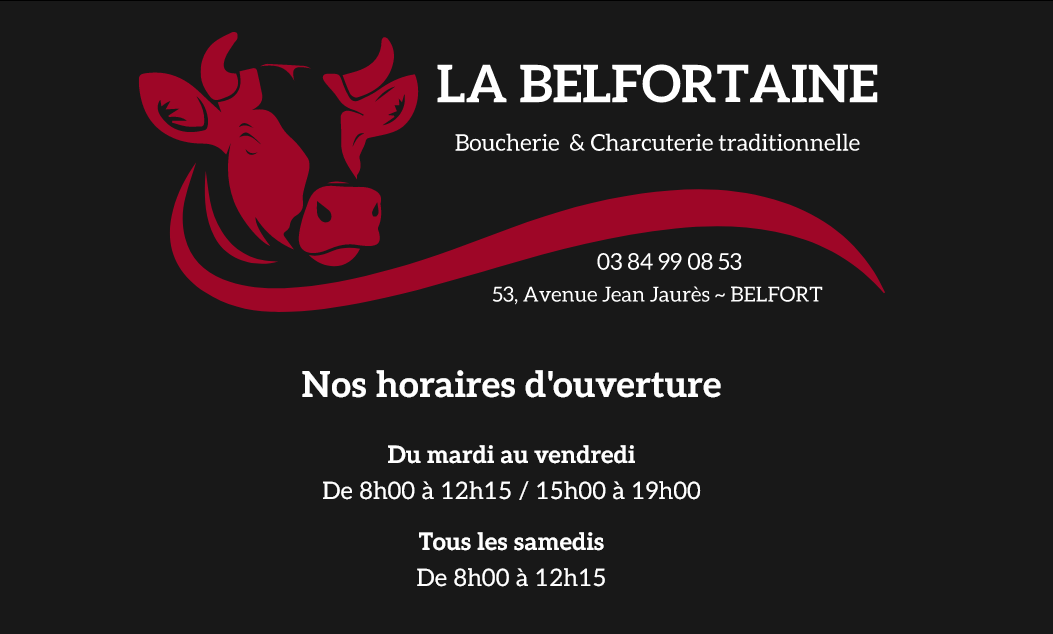 LA BELFORTAINE
Boucherie & Charcuterie traditionnelle
03 84 99 08 53
53, Avenue Jean Jaurès ~ BELFORT
Nos horaires d'ouverture
Du mardi au vendredi
De 8h00 à 12h15 / 15h00 à 19h00
Tous les samedis
De 8h00 à 12h15